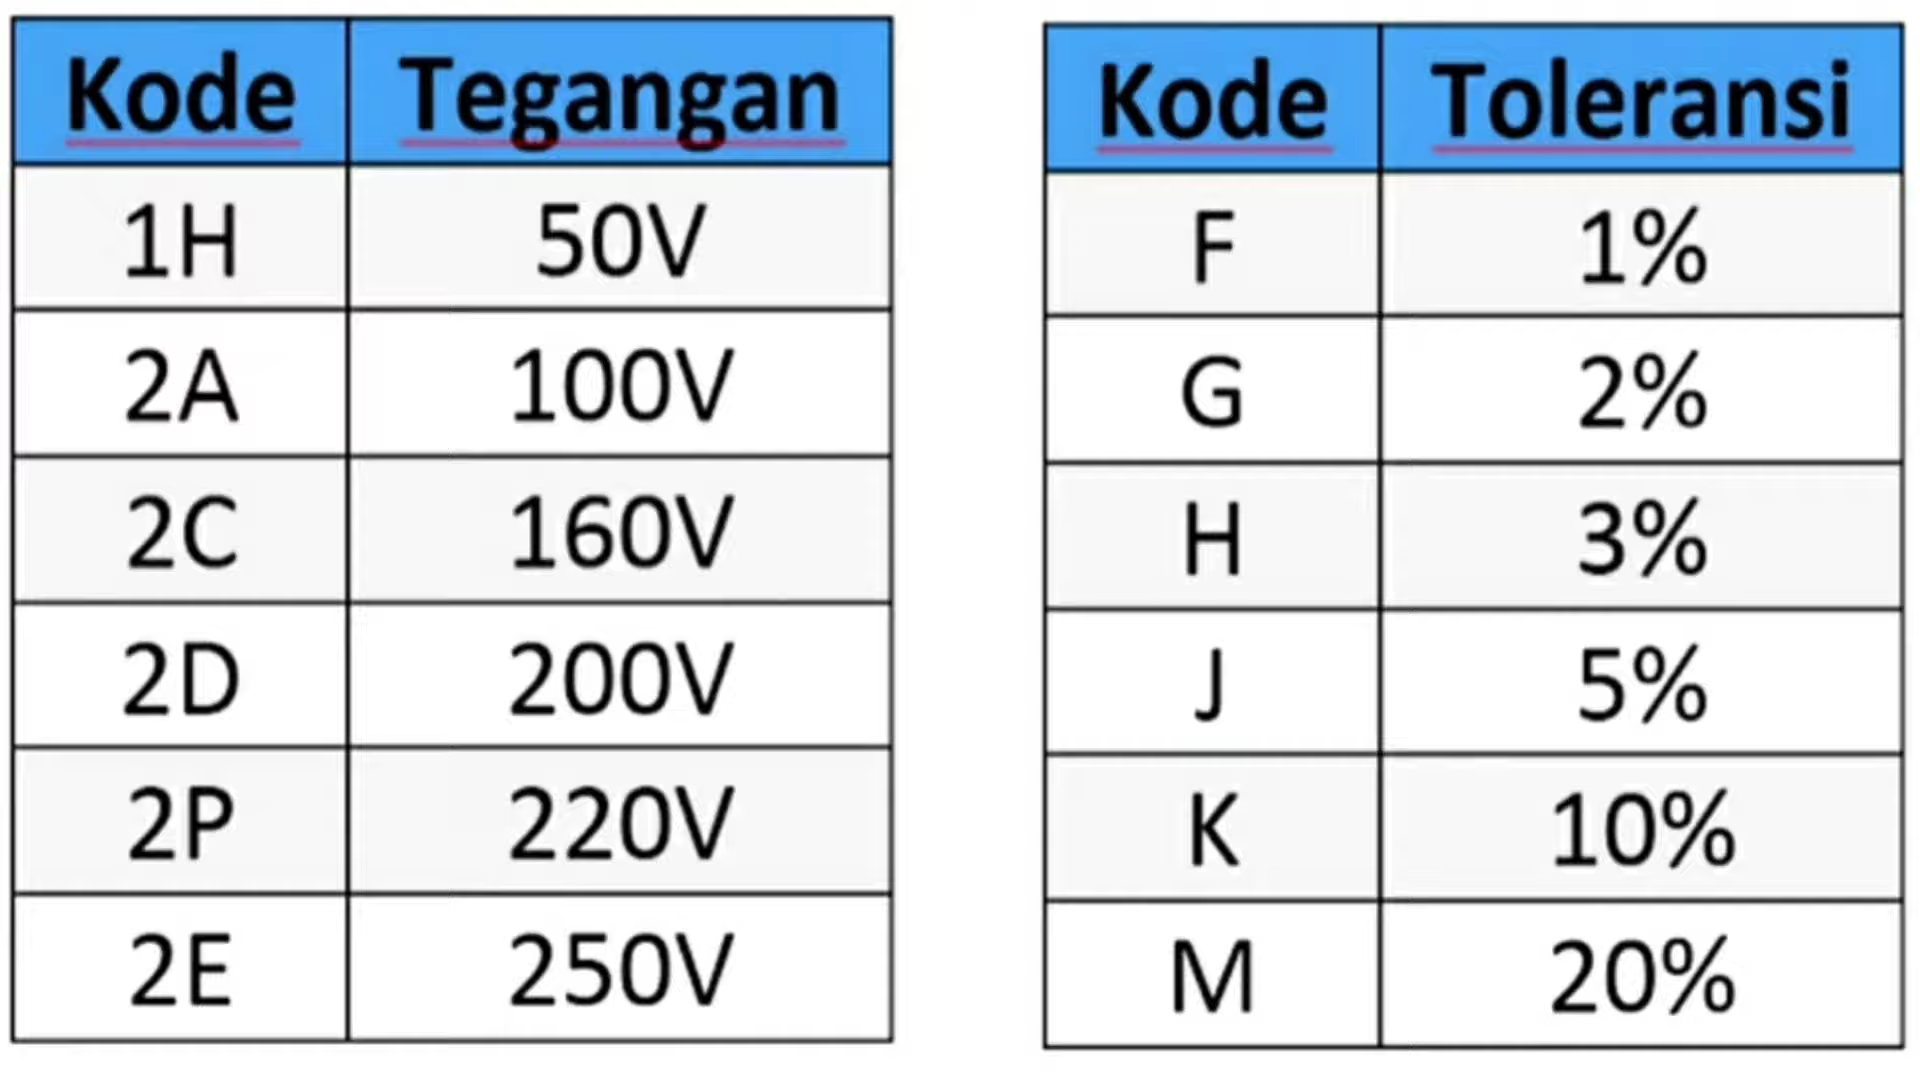 Kode Tegangan
1H 50V
2A 100V
2C 160V
2D 200V
2P 220V
2E 250V
Kode Toleransi
F 1%
G 2%
H 3%
J 5%
K 10%
M 20%